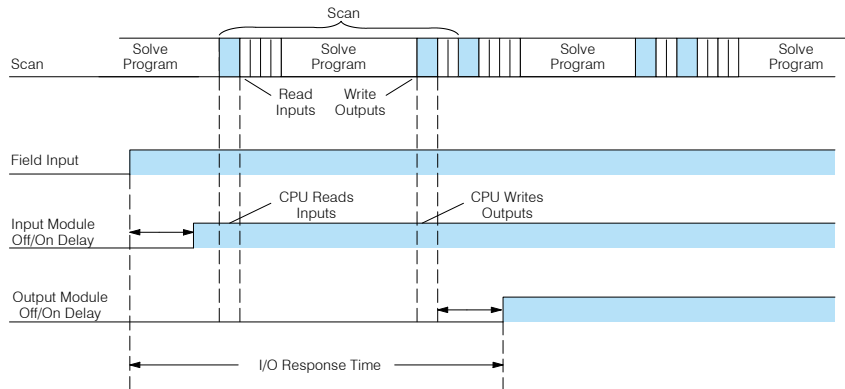 Scan
Scan
Solve
Program
Solve
Program
Solve
Program
Solve
Program
Read
Inputs
Write
Outputs
Field Input
Input Module
Off/On Delay
CPU Reads
Inputs
CPU Writes
Outputs
Output Module
Off/On Delay
I/O Response Time